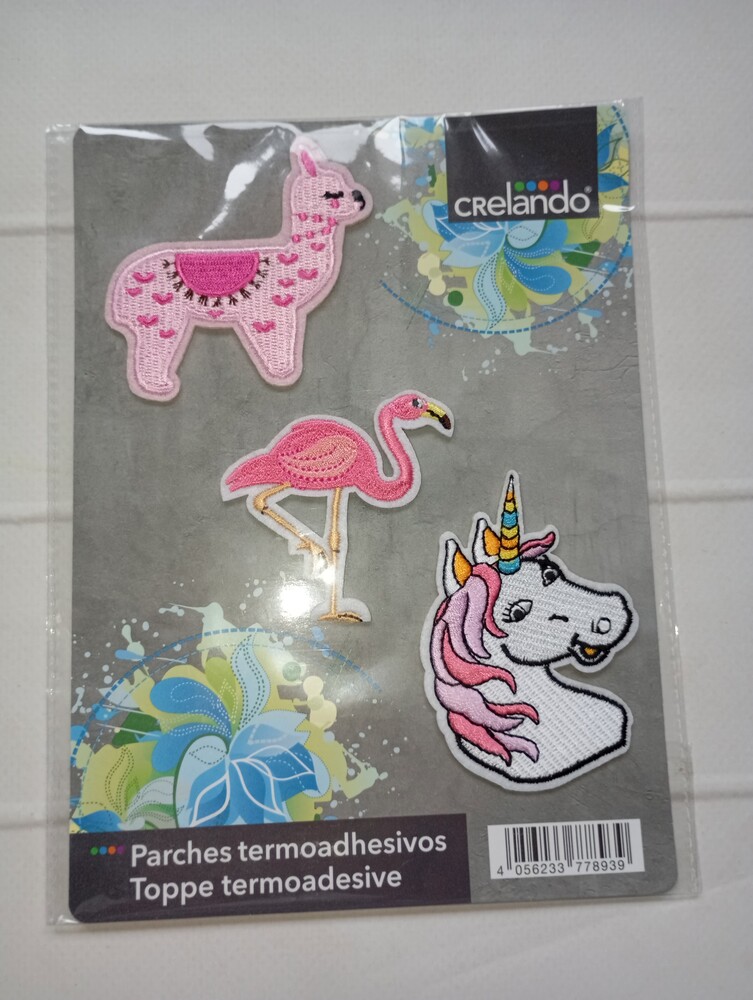 CRelando®
Parches termoadhesivos
Toppe termoadesive
4 056233 778939